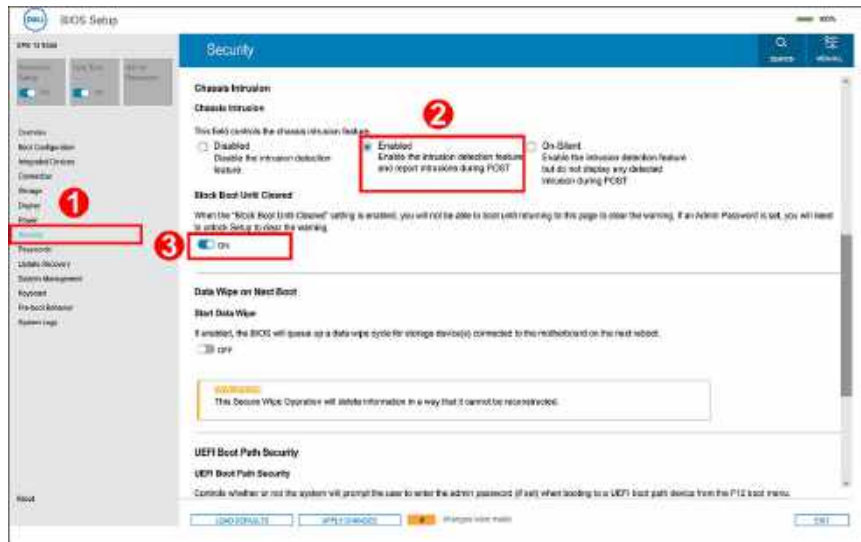 DELL
BIOS Setup
100%
Security
Chassis Intrusion
Chassis Intrusion
This field controls the chassis intrusion feature.
2
Disabled
Disable the intrusion detection
feature.
Enabled
Enable the intrusion detection feature
and report intrusions during POST
On-Silent
Enable the intrusion detection feature
but do not display any detected
intrusion during POST
Overview
Boot Configuration
Integrated Devices
Connection
Storage
Display
Power
1
Passwords
Update Recovery
System Management
Keyboard
Pre-boot Behavior
System Logs
Block Boot Until Cleared
When the "Block Boot Until Cleared" setting is enabled, you will not be able to boot until returning to this page to clear the warning. If an Admin Password is set, you will need
to unlock Setup to clear the warning.
3
ON
Data Wipe on Next Boot
Start Data Wipe
If enabled, the BIOS will queue up a data wipe cycle for storage device(s) connected to the motherboard on the next reboot.
OFF
This Secure Wipe Operation will delete information in a way that it cannot be reconstructed.
UEFI Boot Path Security
UEFI Boot Path Security
Controls whether or not the system will prompt the user to enter the admin password (if set) when booting to a UEFI boot path device from the F12 boot menu.
About
LOAD DEFAULTS
APPLY CHANGES
changes were made
EXIT